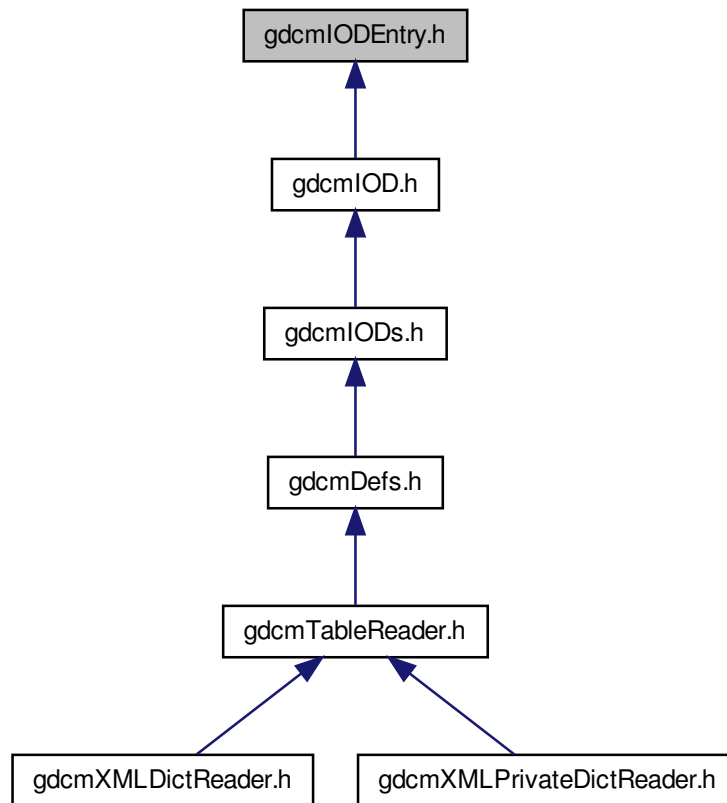 gdcmIODEntry.h
gdcmIOD.h
gdcmIODs.h
gdcmDefs.h
gdcmTableReader.h
gdcmXMLDictReader.h
gdcmXMLPrivateDictReader.h